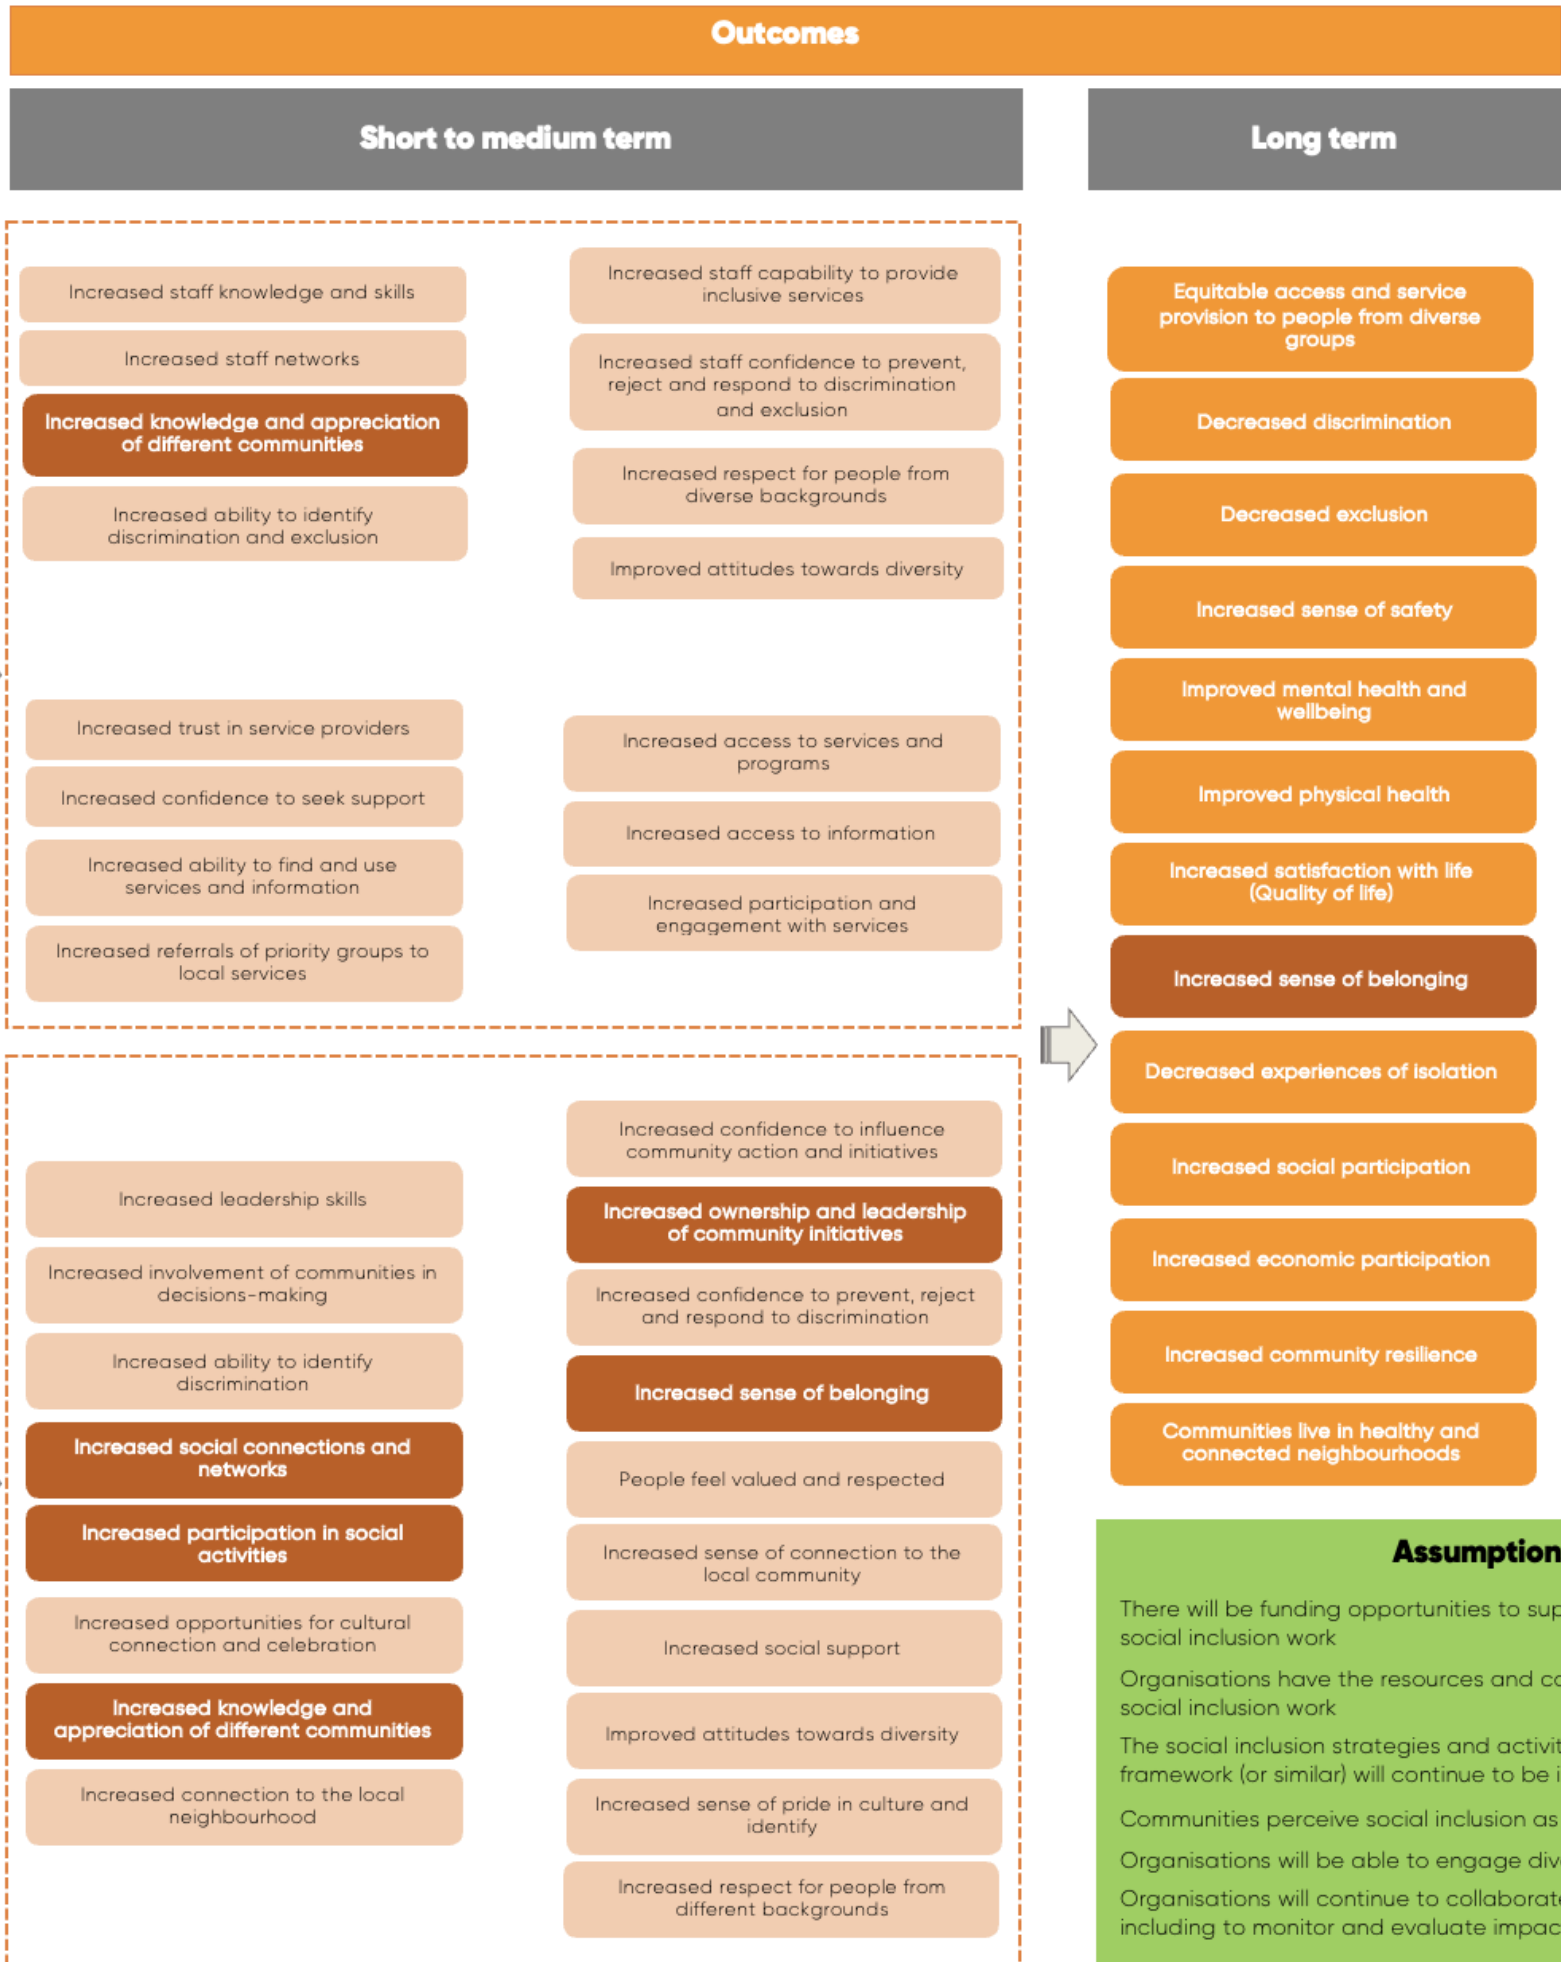 Outcomes
Short to medium term
Long term
Increased staff knowledge and skills
Increased staff networks
Increased knowledge and appreciation
of different communities
Increased ability to identify
discrimination and exclusion
Increased staff capability to provide
inclusive services
Increased staff confidence to prevent,
reject and respond to discrimination
and exclusion
Increased respect for people from
diverse backgrounds
Improved attitudes towards diversity
Increased trust in service providers
Increased confidence to seek support
Increased ability to find and use
services and information
Increased referrals of priority groups to
local services
Increased access to services and
programs
Increased access to information
Increased participation and
engagement with services
Increased leadership skills
Increased involvement of communities in
decisions-making
Increased ability to identify
discrimination
Increased social connections and
networks
Increased participation in social
activities
Increased opportunities for cultural
connection and celebration
Increased knowledge and
appreciation of different communities
Increased connection to the local
neighbourhood
Increased confidence to influence
community action and initiatives
Increased ownership and leadership
of community initiatives
Increased confidence to prevent, reject
and respond to discrimination
Increased sense of belonging
People feel valued and respected
Increased sense of connection to the
local community
Increased social support
Improved attitudes towards diversity
Increased sense of pride in culture and
identify
Increased respect for people from
different backgrounds
Equitable access and service
provision to people from diverse
groups
Decreased discrimination
Decreased exclusion
Increased sense of safety
Improved mental health and
wellbeing
Improved physical health
Increased satisfaction with life
(Quality of life)
Increased sense of belonging
Decreased experiences of isolation
Increased social participation
Increased economic participation
Increased community resilience
Communities live in healthy and
connected neighbourhoods
Assumption
There will be funding opportunities to sup
social inclusion work
Organisations have the resources and
social inclusion work
The social inclusion strategies and activit
framework (or similar) will continue to be
Communities perceive social inclusion as
Organisations will be able to engage div
Organisations will continue to collaborate
including to monitor and evaluate impac